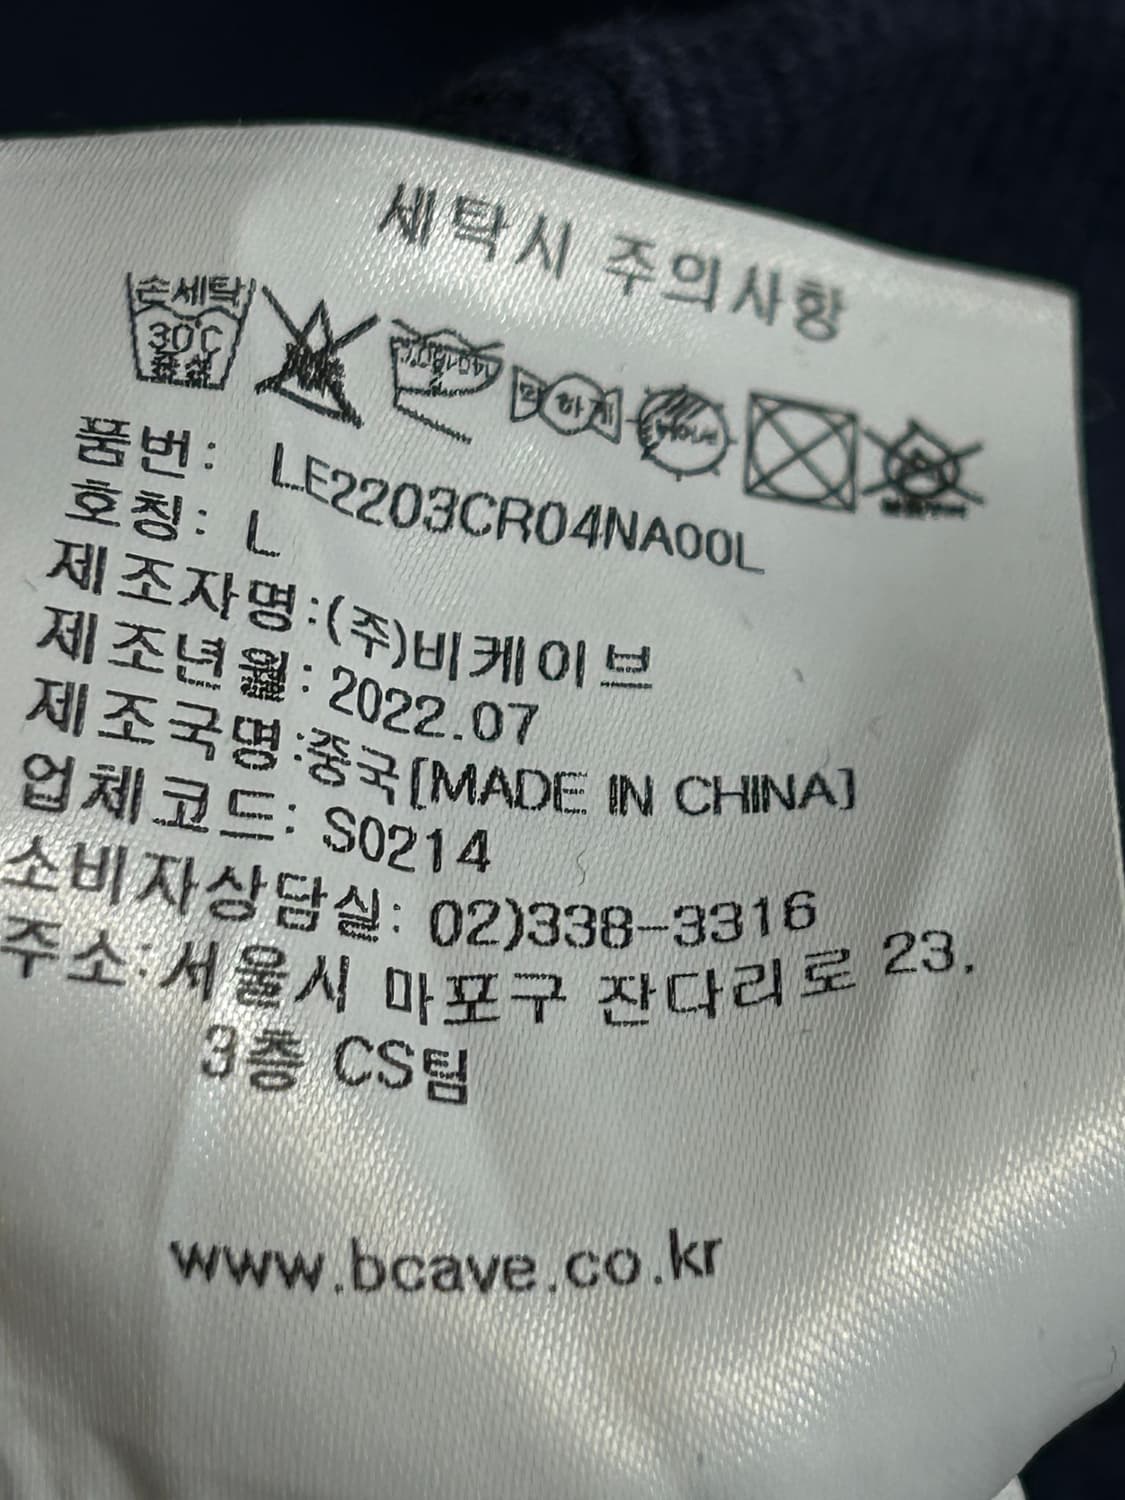 세탁시 주의사항
손세탁
30℃
중성
약하게
품번: LE2203CR04NA00L
호칭: L
제조자명:(주)비케이브
제조년월: 2022.07
제조국명:중국[MADE IN CHINA]
업체코드: S0214
소비자상담실: 02)338-3316
주소:서울시 마포구 잔다리로 23.
3층 CS팀
www.bcave.co.kr